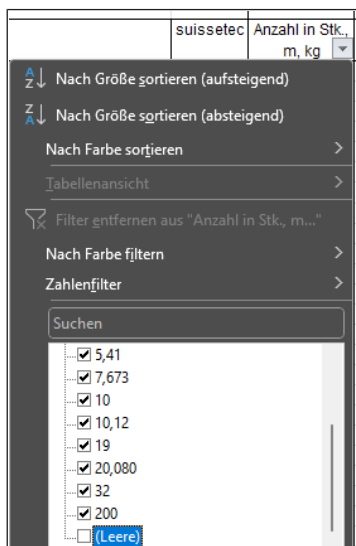 suissetec Anzahl in Stk.,
m, kg
Nach Größe sortieren (aufsteigend)
Nach Größe sortieren (absteigend)
Nach Farbe sortieren
Tabellenansicht
Filter entfernen aus "Anzahl in Stk., m..."
Nach Farbe filtern
Zahlenfilter
Suchen
5,41
7,673
10
10,12
19
20,080
32
200
(Leere)